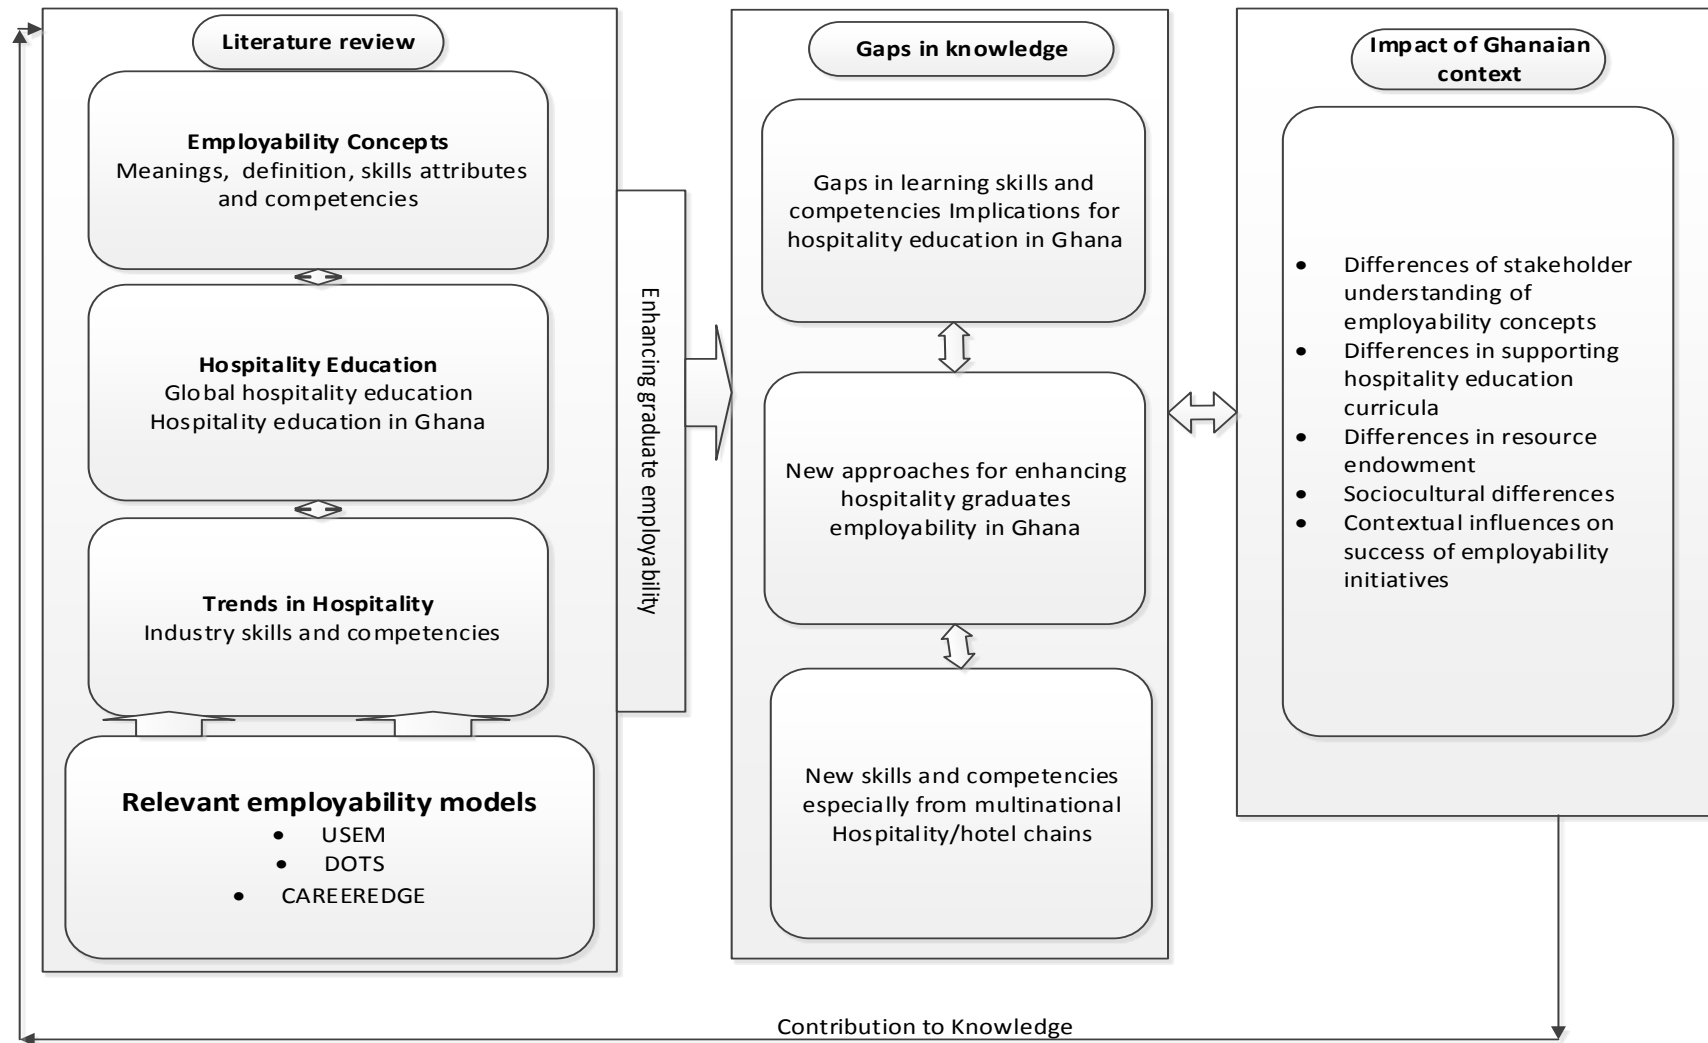 Literature review
Employability Concepts
Meanings, definition, skills attributes
and competencies
Hospitality Education
Global hospitality education
Hospitality education in Ghana
Trends in Hospitality
Industry skills and competencies
Relevant employability models
• USEM
• DOTS
• CAREEREDGE
Enhancing graduate employability
Gaps in knowledge
Gaps in learning skills and
competencies Implications for
hospitality education in Ghana
New approaches for enhancing
hospitality graduates
employability in Ghana
New skills and competencies
especially from multinational
Hospitality/hotel chains
Impact of Ghanaian
context
• Differences of stakeholder
understanding of
employability concepts
• Differences in supporting
hospitality education
curricula
• Differences in resource
endowment
• Sociocultural differences
• Contextual influences on
success of employability
initiatives
Contribution to Knowledge